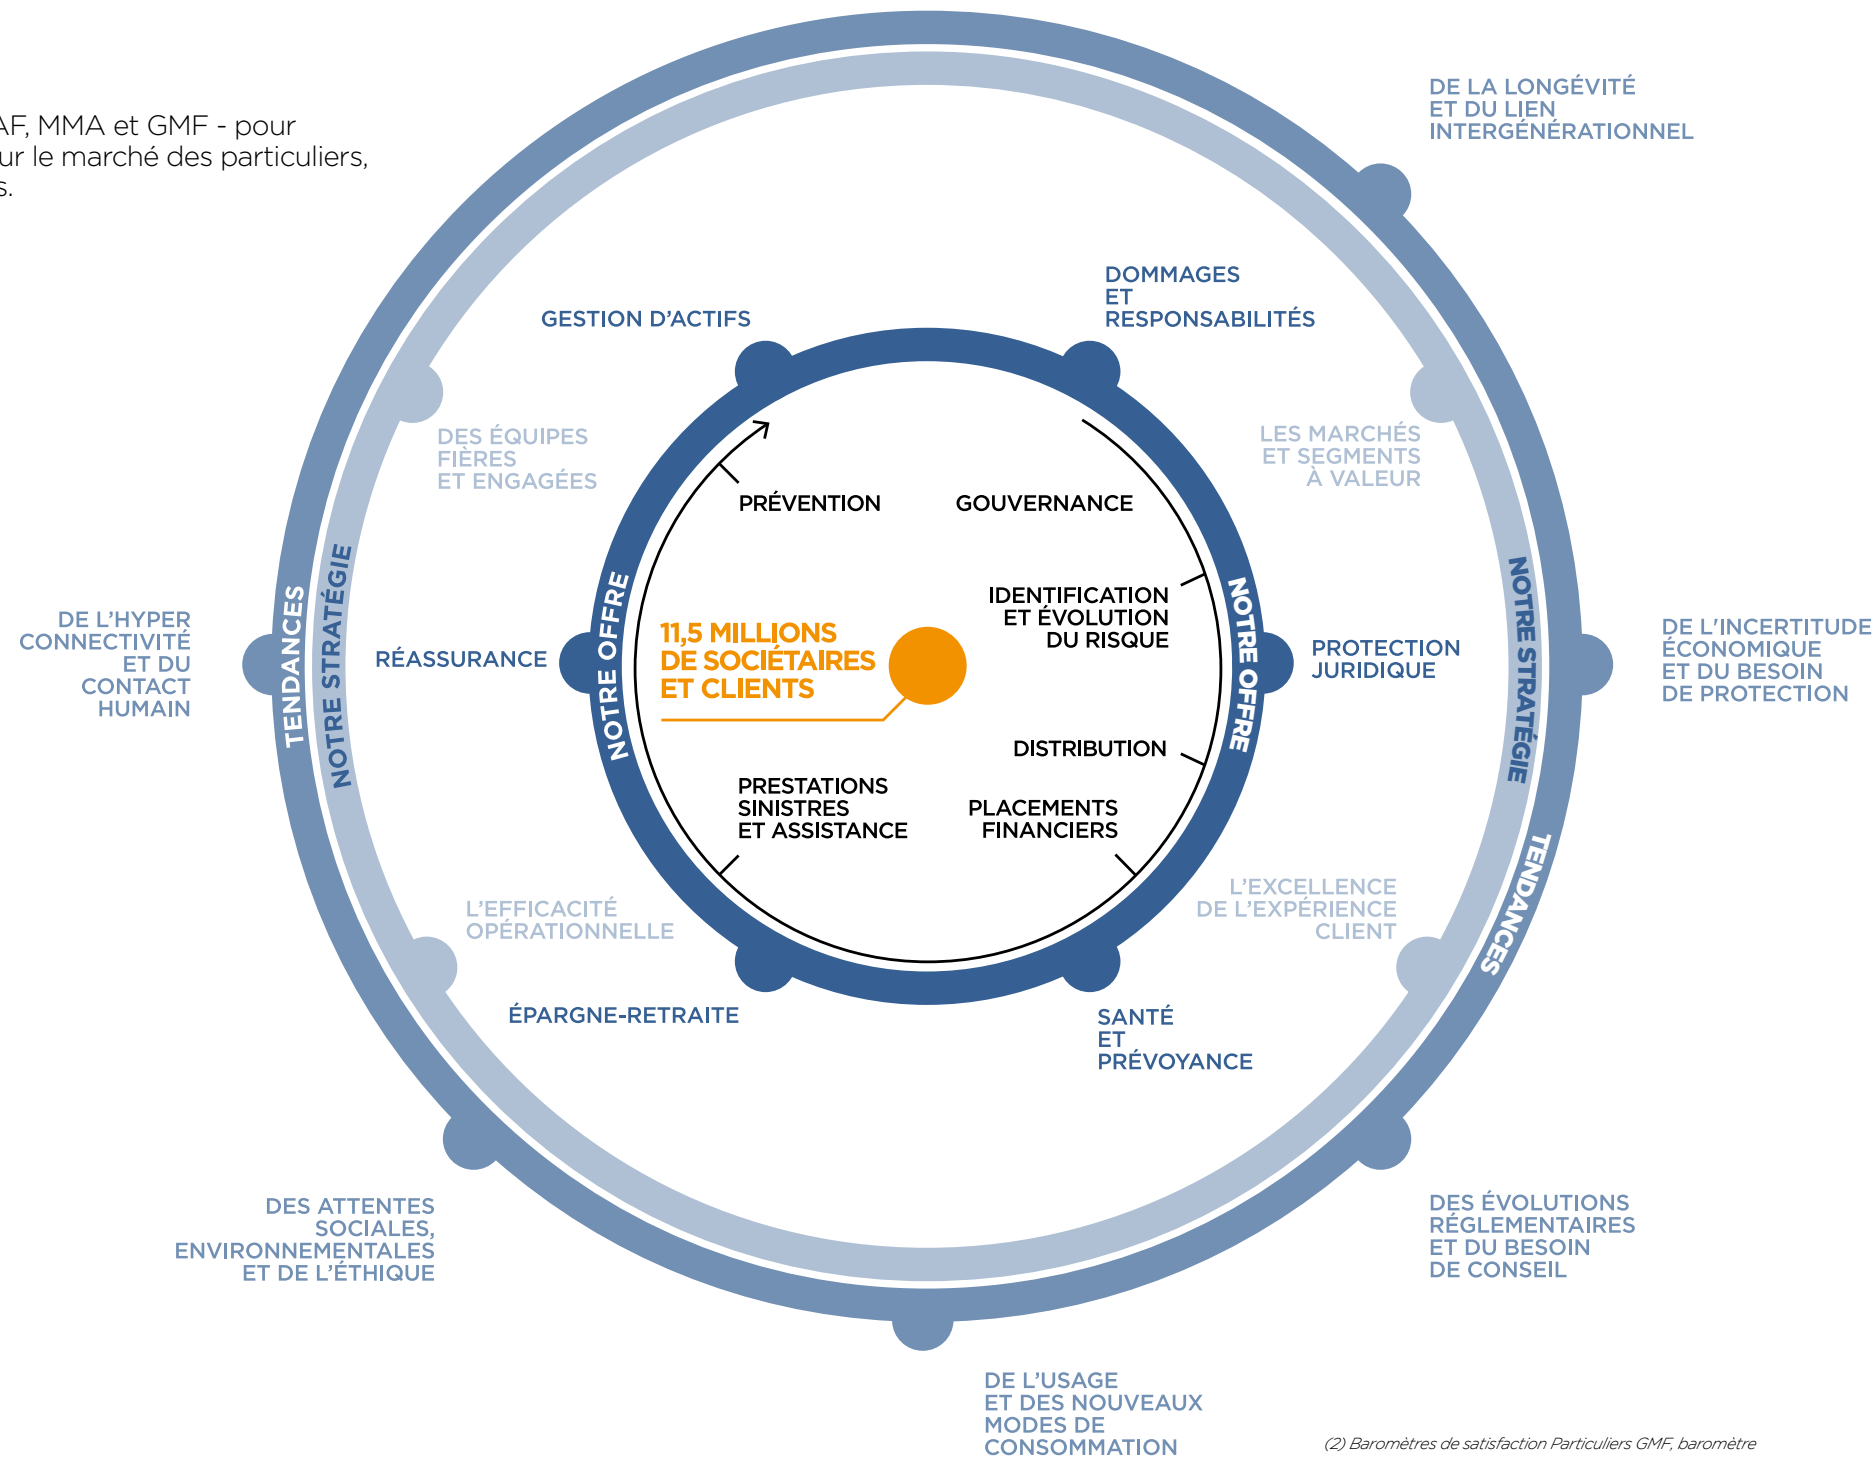 AF, MMA et GMF - pour
ur le marché des particuliers,
s.
DE LA LONGÉVITÉ
ET DU LIEN
INTERGÉNÉRATIONNEL
DOMMAGES
ET
RESPONSABILITÉS
GESTION D'ACTIFS
DES ÉQUIPES
FIÈRES
ET ENGAGÉES
LES MARCHÉS
ET SEGMENTS
À VALEUR
PRÉVENTION
GOUVERNANCE
IDENTIFICATION
ET ÉVOLUTION
DU RISQUE
DE L'HYPER
CONNECTIVITÉ
ET DU
CONTACT
HUMAIN
TENDANCES
NOTRE STRATÉGIE
RÉASSURANCE
NOTRE OFFRE
11,5 MILLIONS
DE SOCIÉTAIRES
ET CLIENTS
NOTRE OFFRE
PROTECTION
JURIDIQUE
NOTRE STRATÉGIE
TENDANCES
DE L'INCERTITUDE
ÉCONOMIQUE
ET DU BESOIN
DE PROTECTION
DISTRIBUTION
PRESTATIONS
SINISTRES
ET ASSISTANCE
PLACEMENTS
FINANCIERS
L'EFFICACITÉ
OPÉRATIONNELLE
L'EXCELLENCE
DE L'EXPÉRIENCE
CLIENT
ÉPARGNE-RETRAITE
SANTÉ
ET
PRÉVOYANCE
DES ATTENTES
SOCIALES,
ENVIRONNEMENTALES
ET DE L'ÉTHIQUE
DES ÉVOLUTIONS
RÉGLEMENTAIRES
ET DU BESOIN
DE CONSEIL
DE L'USAGE
ET DES NOUVEAUX
MODES DE
CONSOMMATION
(2) Baromètres de satisfaction Particuliers GMF, baromètre